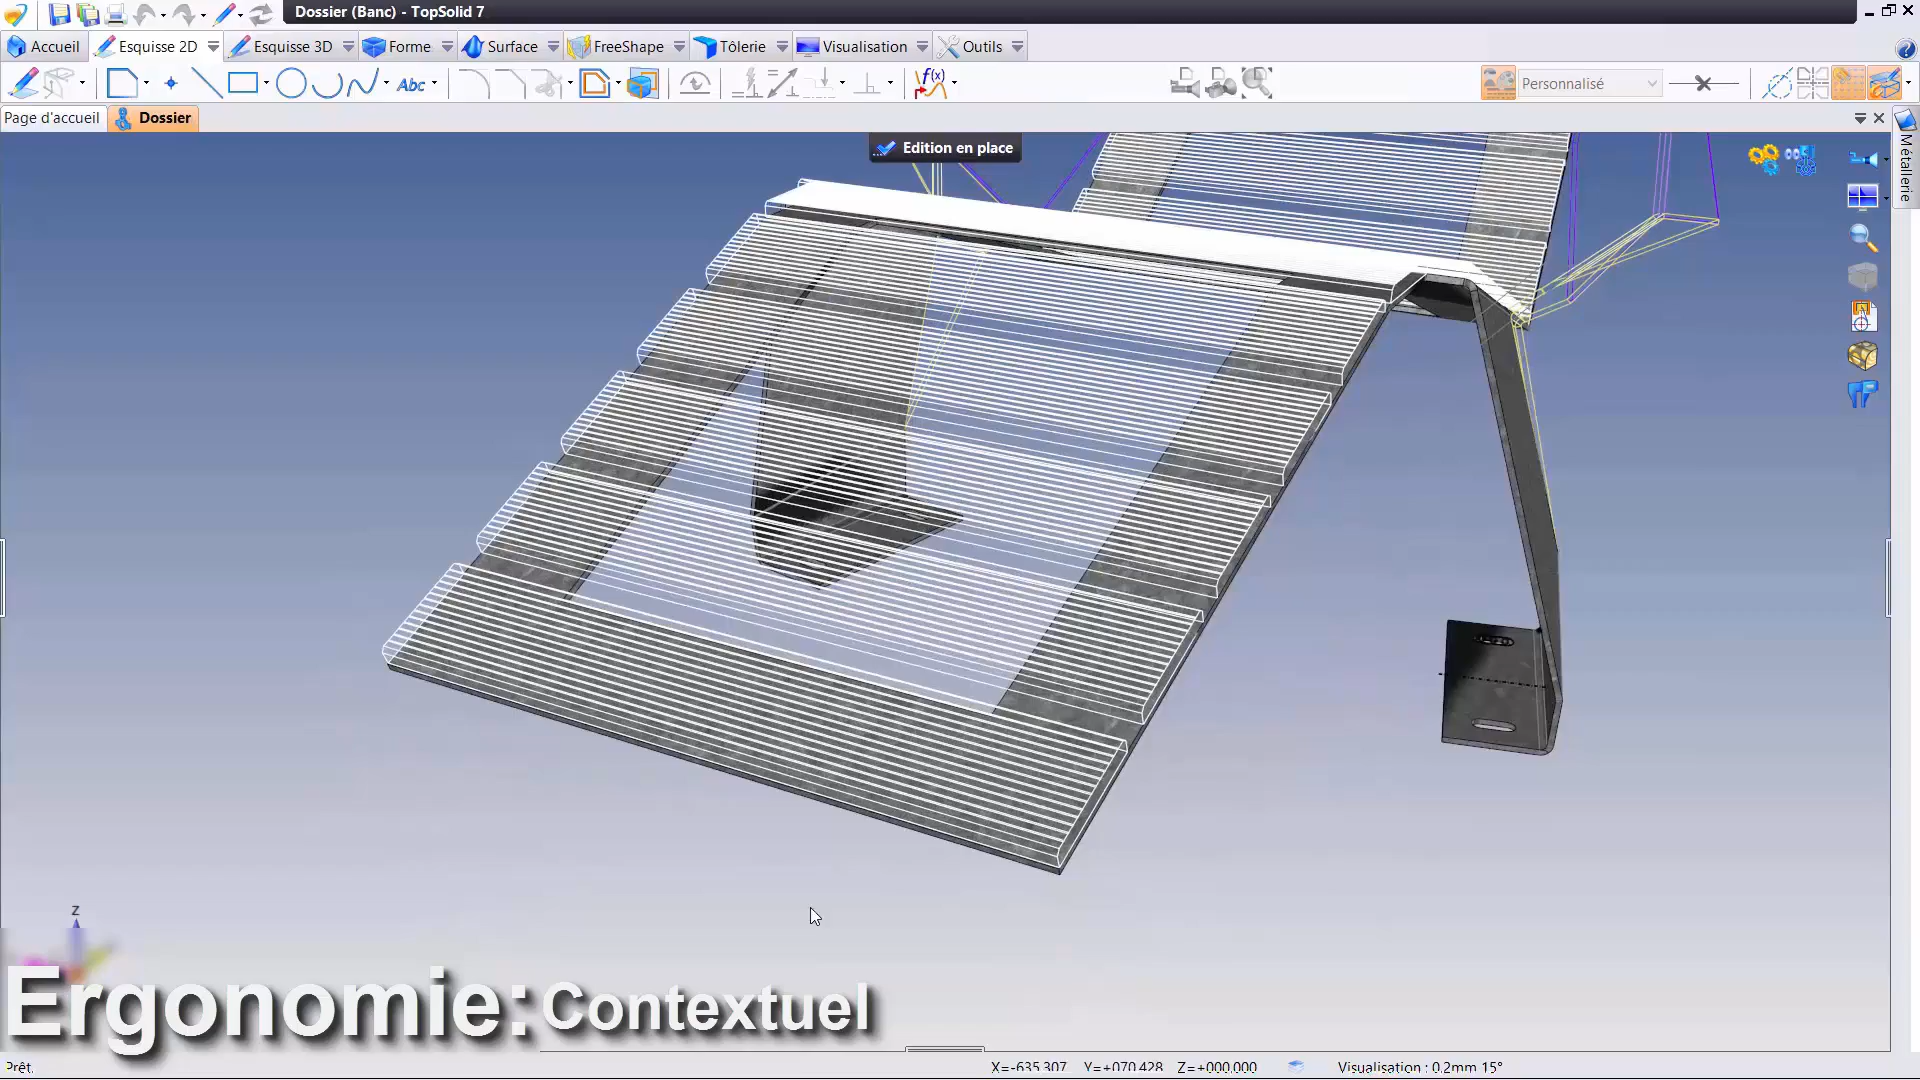 Dossier (Banc) - TopSolid 7
Accueil
Esquisse 2D
Esquisse 3D
Forme
Surface
FreeShape
Tôlerie
Visualisation
Outils
Abc
f(x)
Personnalisé
Page d'accueil
Dossier
Edition en place
Métallerie
Z
Ergonomie: Contextuel
Prêt.
X=-635.307 Y=+070.428 Z=+000.000
Visualisation : 0.2mm 15°